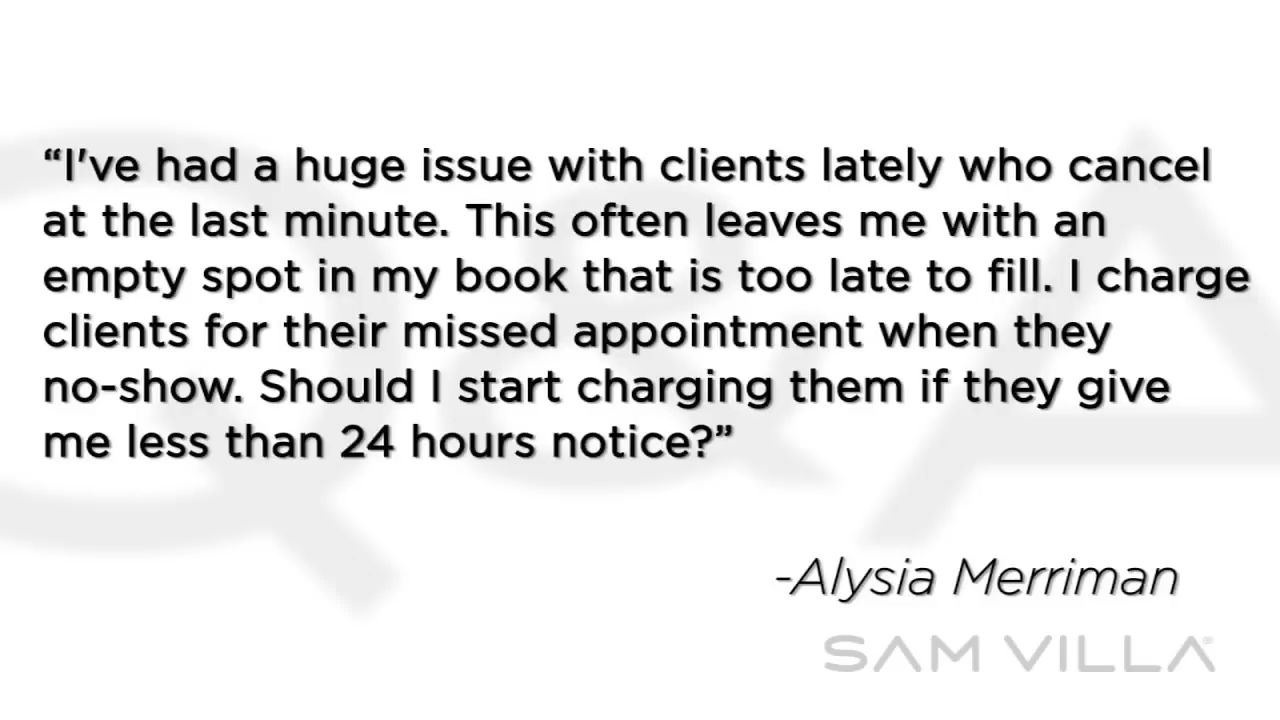 “I've had a huge issue with clients lately who cancel
at the last minute. This often leaves me with an
empty spot in my book that is too late to fill. I charge
clients for their missed appointment when they
no-show. Should I start charging them if they give
me less than 24 hours notice?”
-Alysia Merriman
SAM VILLA®
Q&A